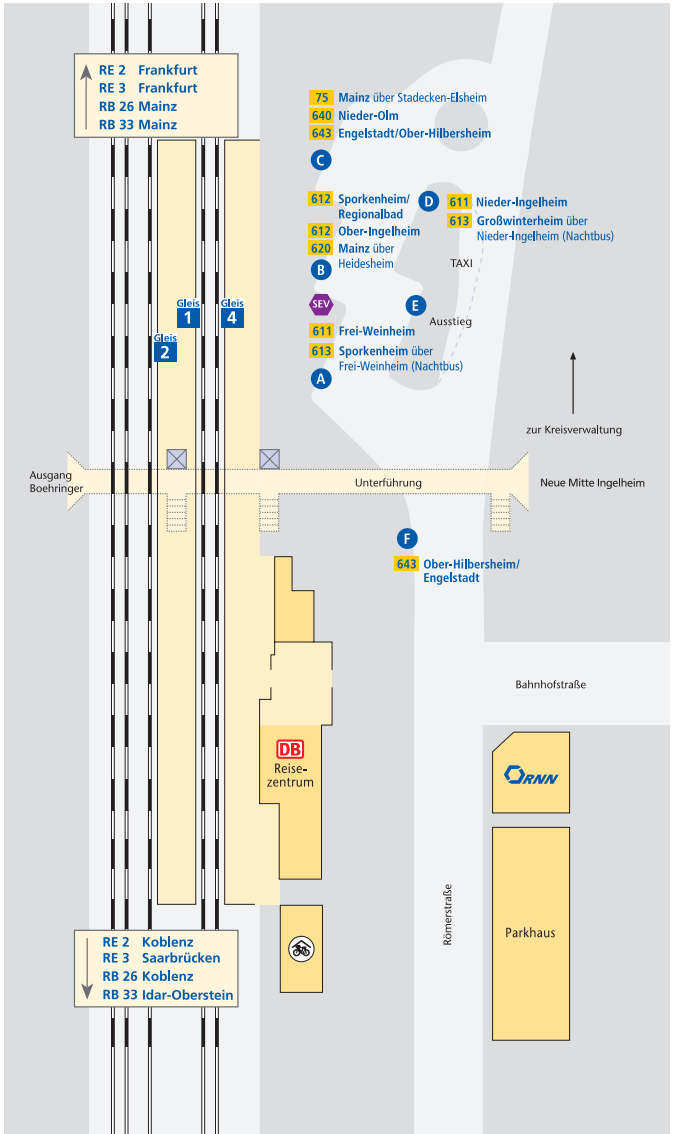 RE 2 Frankfurt
RE 3 Frankfurt
RB 26 Mainz
RB 33 Mainz
75 Mainz über Stadecken-Elsheim
640 Nieder-Olm
643 Engelstadt/Ober-Hilbersheim
C
612 Sporkenheim/
Regionalbad
612 Ober-Ingelheim
620 Mainz über
Heidesheim
B
D
611 Nieder-Ingelheim
613 Großwinterheim über
Nieder-Ingelheim (Nachtbus)
TAXI
SEV
E
Ausstieg
Gleis
1
Gleis
2
4
611 Frei-Weinheim
613 Sporkenheim über
Frei-Weinheim (Nachtbus)
A
zur Kreisverwaltung
Ausgang
Boehringer
Unterführung
Neue Mitte Ingelheim
F
643 Ober-Hilbersheim/
Engelstadt
Bahnhofstraße
DB
Reise-
zentrum
RNN
Römerstraße
Parkhaus
RE 2 Koblenz
RE 3 Saarbrücken
RB 26 Koblenz
RB 33 Idar-Oberstein